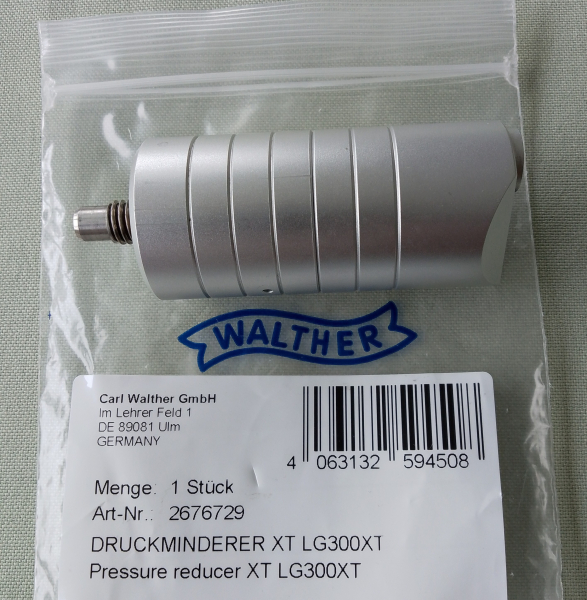 WALTHER
Carl Walther GmbH
Im Lehrer Feld 1
DE 89081 Ulm
GERMANY
4 063132 594508
Menge: 1 Stück
Art-Nr.: 2676729
DRUCKMINDERER XT LG300XT
Pressure reducer XT LG300XT